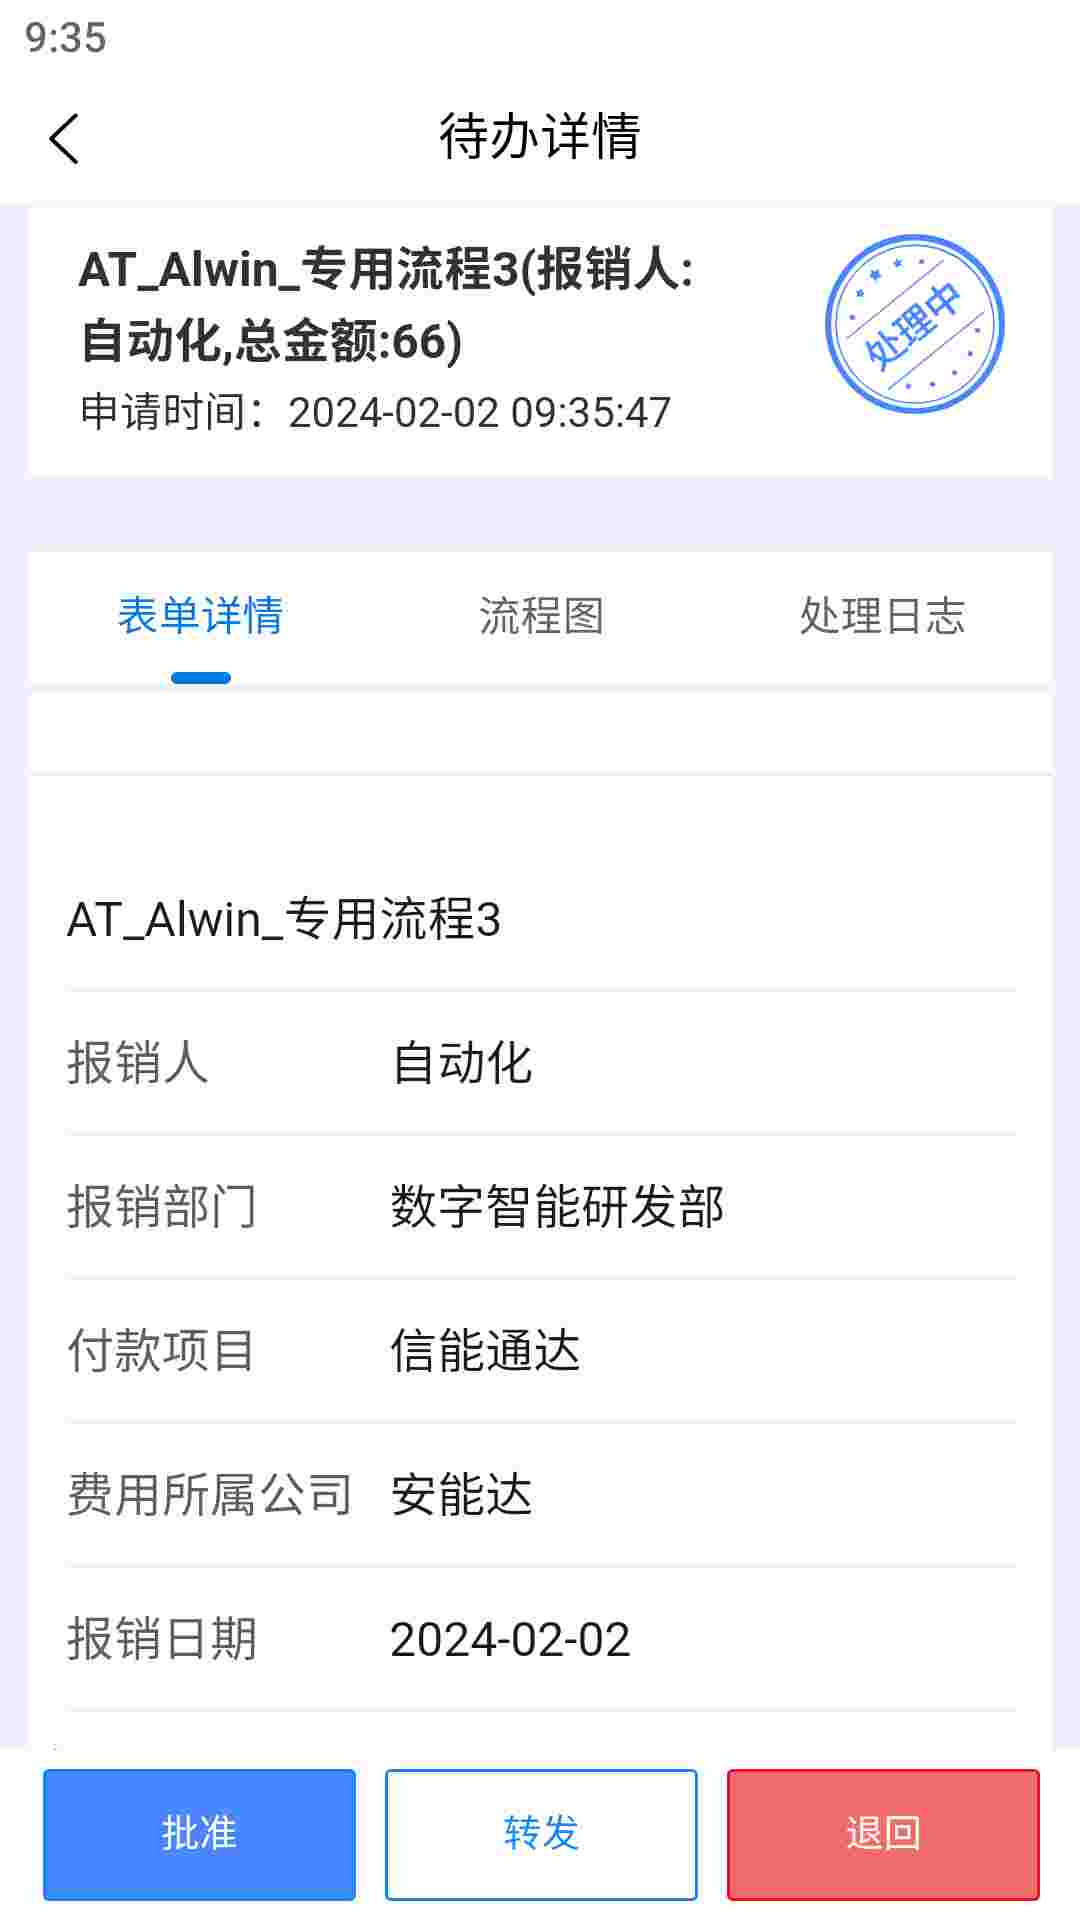 9:35
待办详情
AT_Alwin_专用流程3(报销人:
自动化,总金额:66)
申请时间：2024-02-02 09:35:47
处理中
表单详情 流程图 处理日志
AT_Alwin_专用流程3
报销人 自动化
报销部门 数字智能研发部
付款项目 信能通达
费用所属公司 安能达
报销日期 2024-02-02
批准 转发 退回